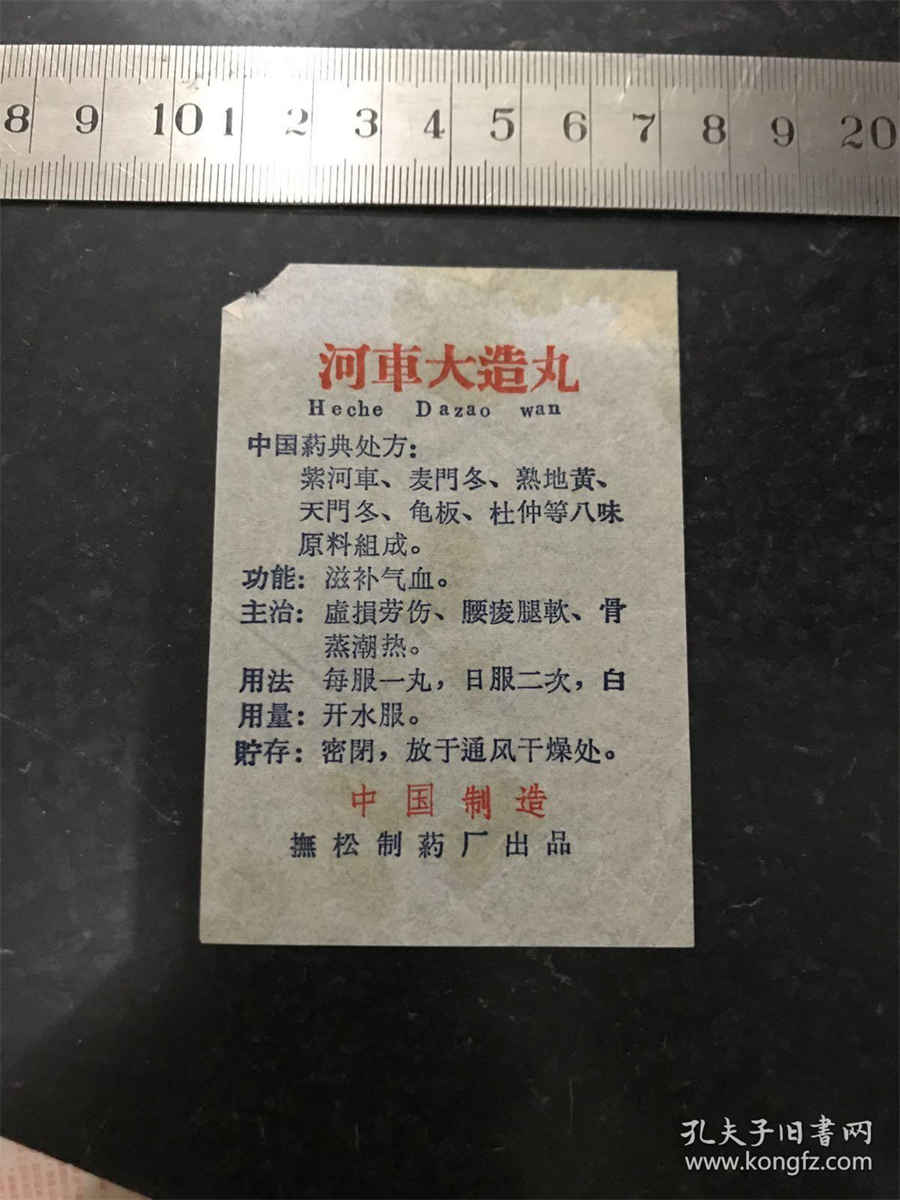 8 9 10 1 2 3 4 5 6 7 8 9 20
河車大造丸
Heche Dazao wan
中国药典处方:
紫河車、麦門冬、熟地黄、
天門冬、龟板、杜仲等八味
原料組成。
功能: 滋补气血。
主治: 虛損劳伤、腰痠腿軟、骨
蒸潮热。
用法 每服一丸, 日服二次, 白
用量: 开水服。
貯存: 密閉, 放于通风干燥处。
中国制造
撫松制药厂出品
孔夫子旧書网
www.kongfz.com